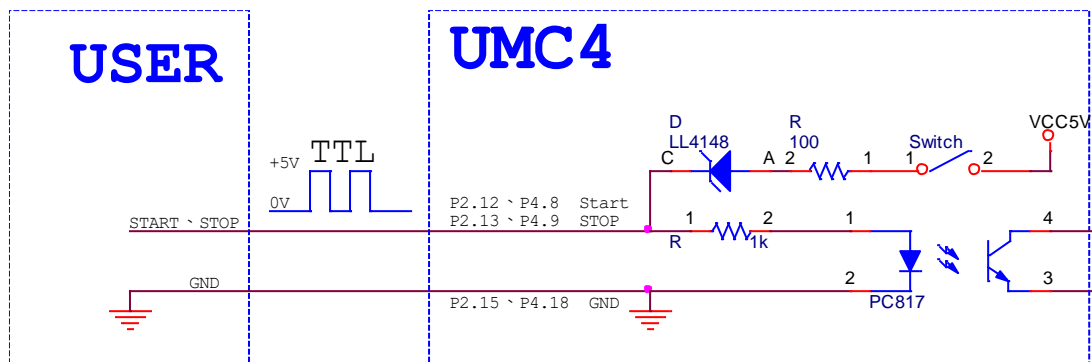 USER
UMC4
D
LL4148
R
100
Switch
VCC5V
C
A
2
1
1
2
+5V
TTL
0V
P2.12、P4.8 Start
P2.13、P4.9 STOP
START、STOP
1
2
R
1k
1
4
GND
P2.15、P4.18 GND
2
3
PC817